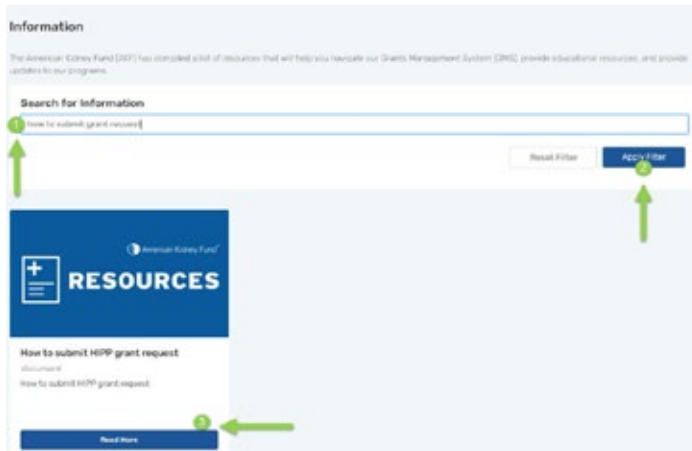 Information
The American Kidney Fund (AKF) has compiled a list of resources that will help you navigate our Grants Management System (GMS), provide educational resources, and provide
updates to our programs.
Search for Information
1
how to submit grant request
Reset Filter
Apply Filter
2
American Kidney Fund
RESOURCES
How to submit HIPP grant request
document
How to submit HIPP grant request
3
Read More